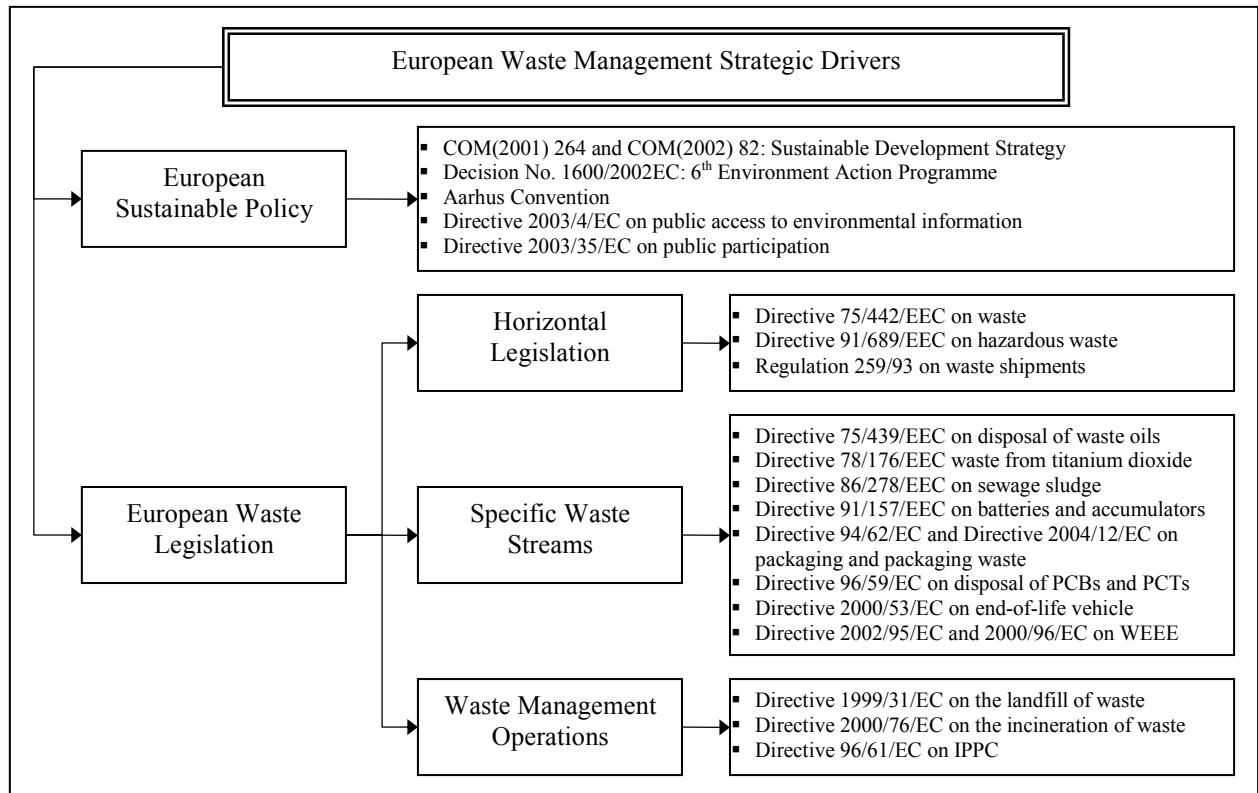 European Waste Management Strategic Drivers
European
Sustainable Policy
▪ COM(2001) 264 and COM(2002) 82: Sustainable Development Strategy
▪ Decision No. 1600/2002EC: 6th Environment Action Programme
▪ Aarhus Convention
▪ Directive 2003/4/EC on public access to environmental information
▪ Directive 2003/35/EC on public participation
European Waste
Legislation
Horizontal
Legislation
▪ Directive 75/442/EEC on waste
▪ Directive 91/689/EEC on hazardous waste
▪ Regulation 259/93 on waste shipments
Specific Waste
Streams
▪ Directive 75/439/EEC on disposal of waste oils
▪ Directive 78/176/EEC waste from titanium dioxide
▪ Directive 86/278/EEC on sewage sludge
▪ Directive 91/157/EEC on batteries and accumulators
▪ Directive 94/62/EC and Directive 2004/12/EC on
packaging and packaging waste
▪ Directive 96/59/EC on disposal of PCBs and PCTs
▪ Directive 2000/53/EC on end-of-life vehicle
▪ Directive 2002/95/EC and 2000/96/EC on WEEE
Waste Management
Operations
▪ Directive 1999/31/EC on the landfill of waste
▪ Directive 2000/76/EC on the incineration of waste
▪ Directive 96/61/EC on IPPC